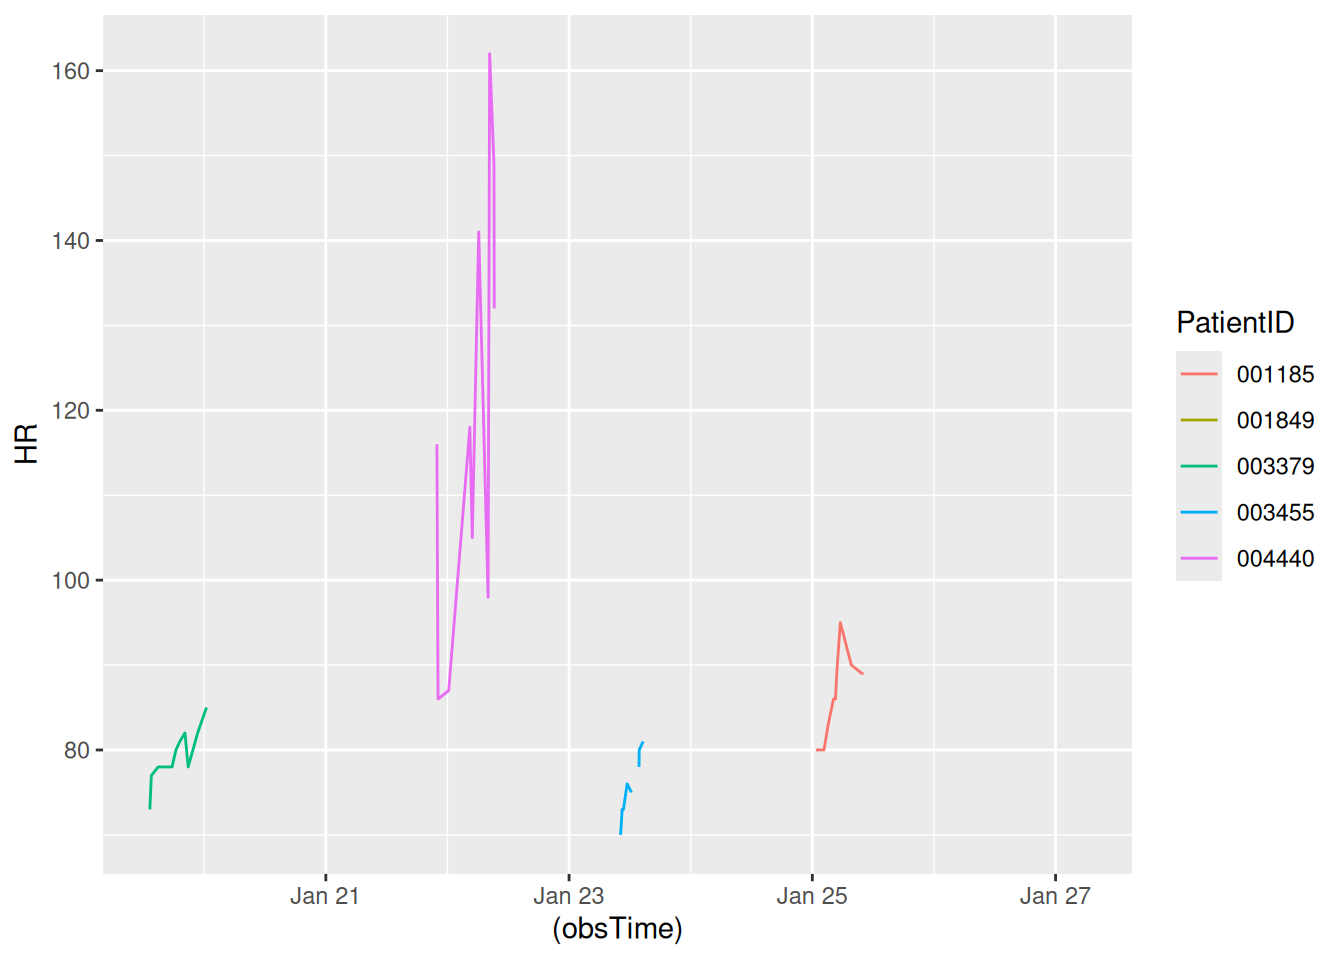 160
140
120
100
80
HR
Jan 21
Jan 23
Jan 25
Jan 27
(obsTime)
PatientID
001185
001849
003379
003455
004440